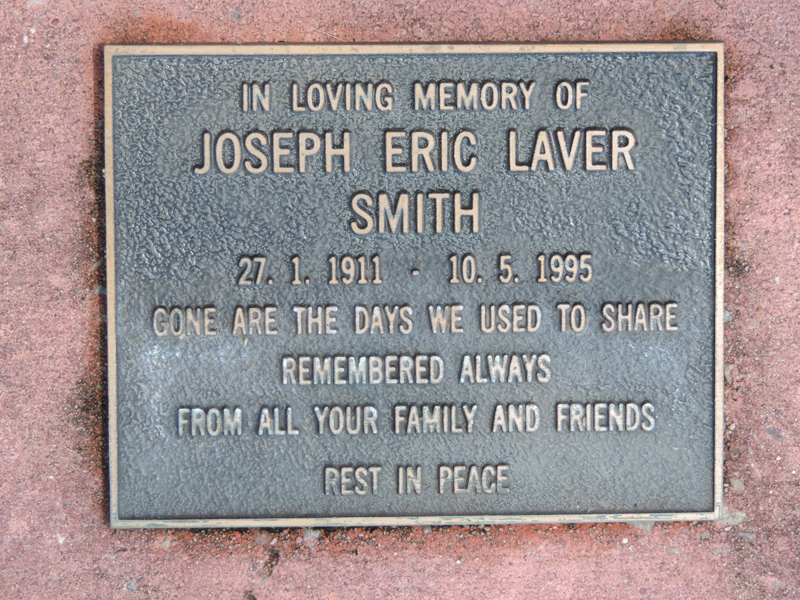 IN LOVING MEMORY OF
JOSEPH ERIC LAVER
SMITH
27. 1. 1911 - 10. 5. 1995
GONE ARE THE DAYS WE USED TO SHARE
REMEMBERED ALWAYS
FROM ALL YOUR FAMILY AND FRIENDS
REST IN PEACE